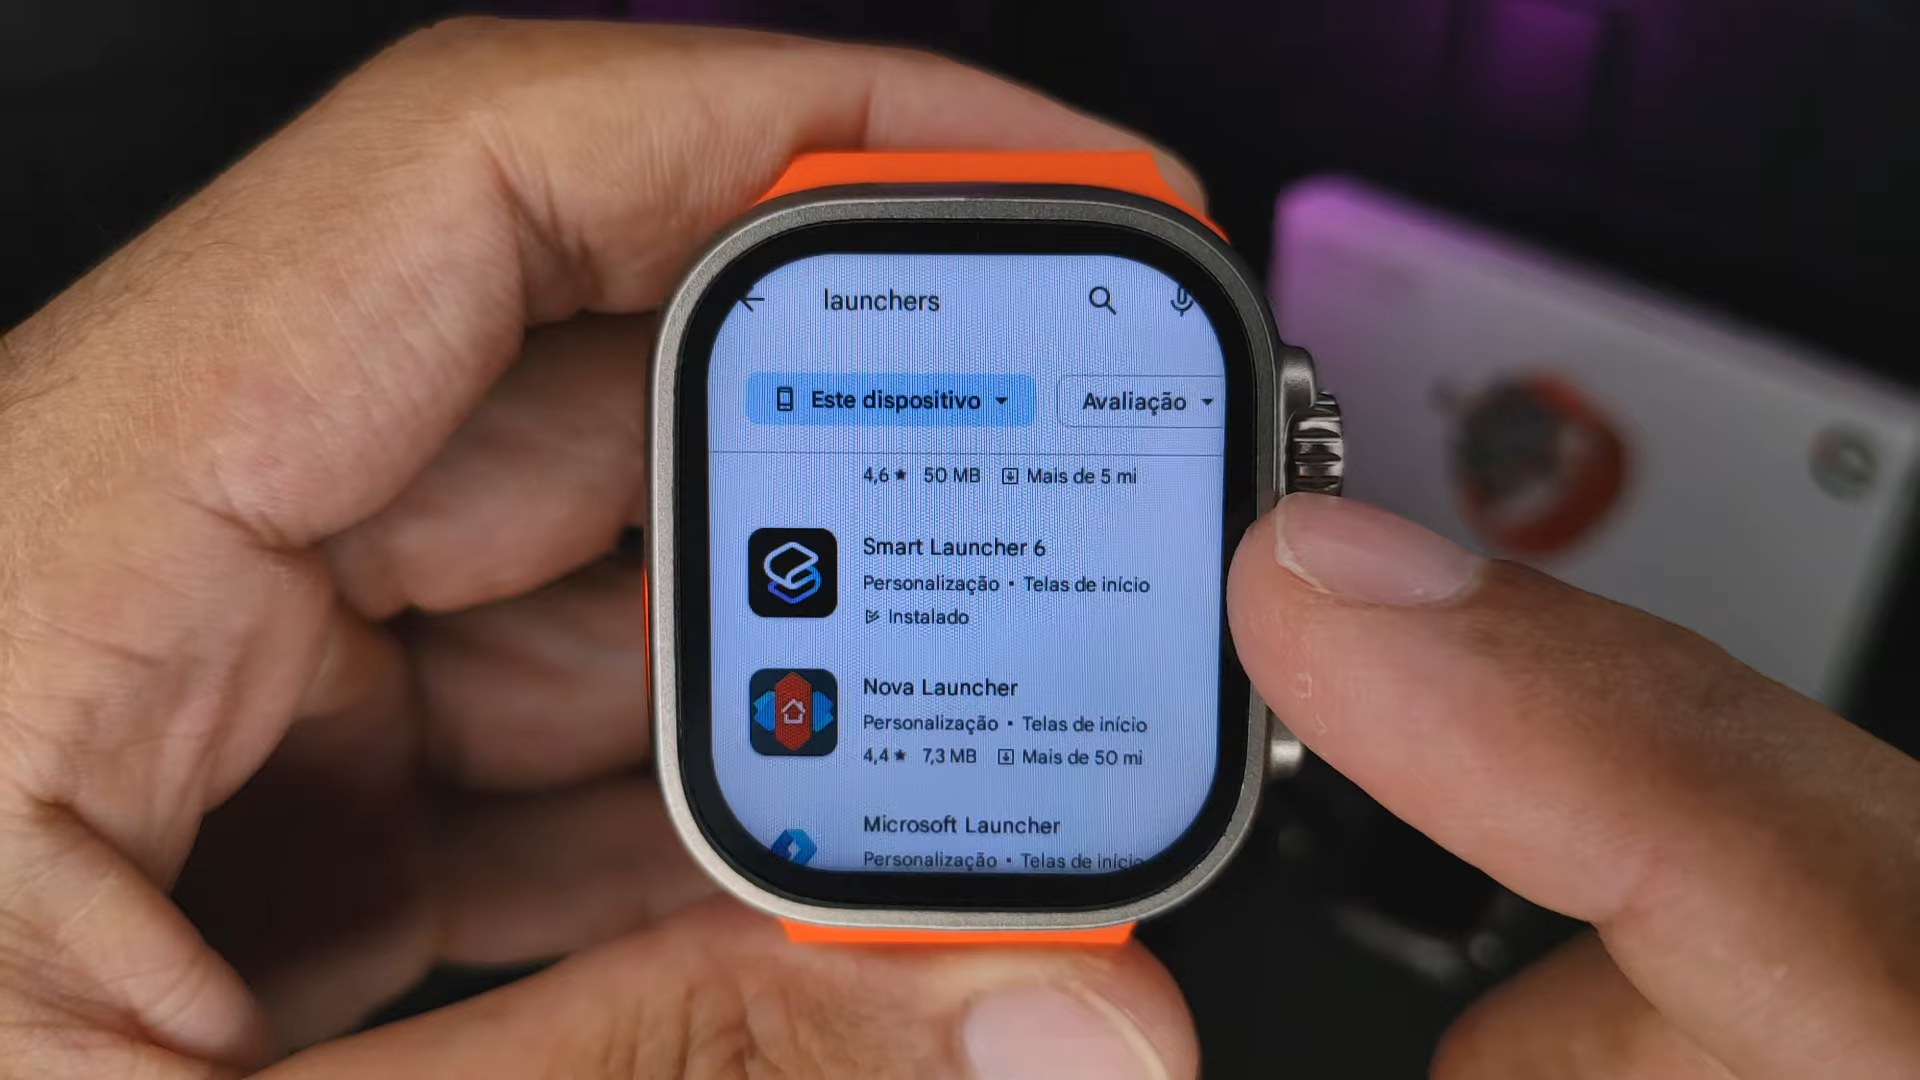 launchers
Este dispositivo
Avaliação
4,6★ 50 MB Mais de 5 mi
Smart Launcher 6
Personalização • Telas de início
Instalado
Nova Launcher
Personalização • Telas de início
4,4★ 7,3 MB Mais de 50 mi
Microsoft Launcher
Personalização • Telas de início